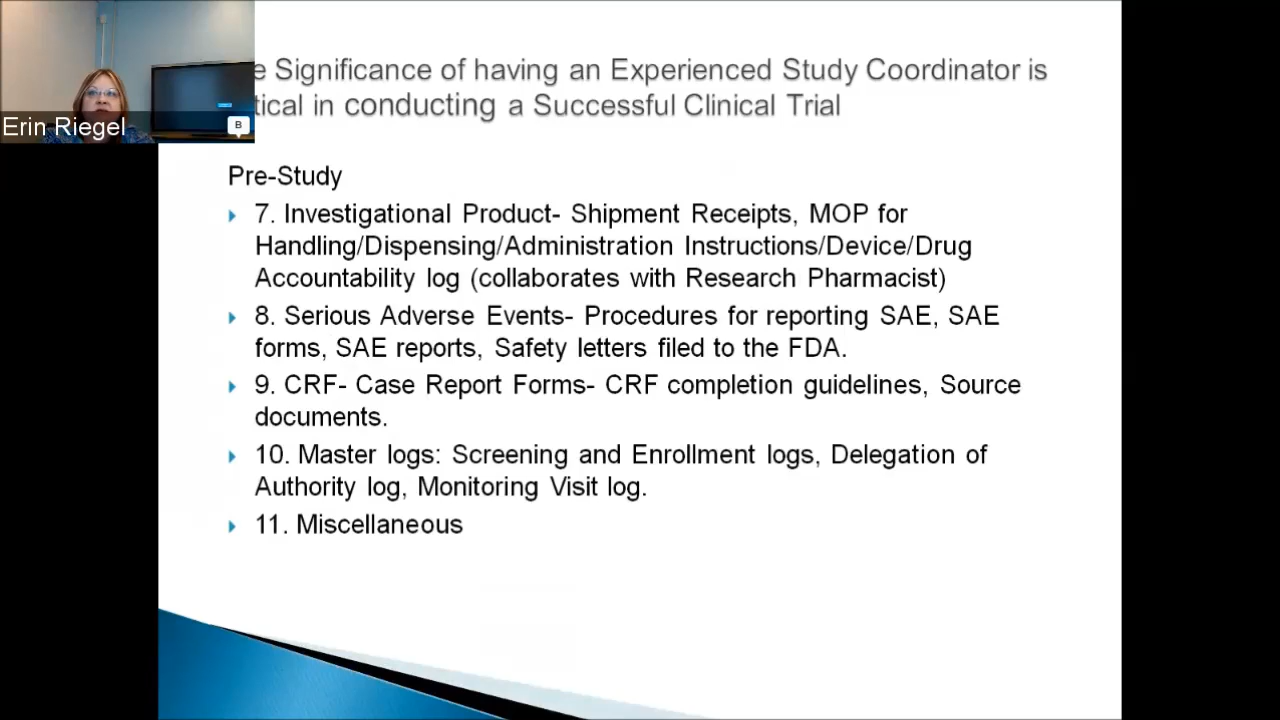 e Significance of having an Experienced Study Coordinator is
tical in conducting a Successful Clinical Trial
Erin Riegel
B
Pre-Study
7. Investigational Product- Shipment Receipts, MOP for
Handling/Dispensing/Administration Instructions/Device/Drug
Accountability log (collaborates with Research Pharmacist)
8. Serious Adverse Events- Procedures for reporting SAE, SAE
forms, SAE reports, Safety letters filed to the FDA.
9. CRF- Case Report Forms- CRF completion guidelines, Source
documents.
10. Master logs: Screening and Enrollment logs, Delegation of
Authority log, Monitoring Visit log.
11. Miscellaneous